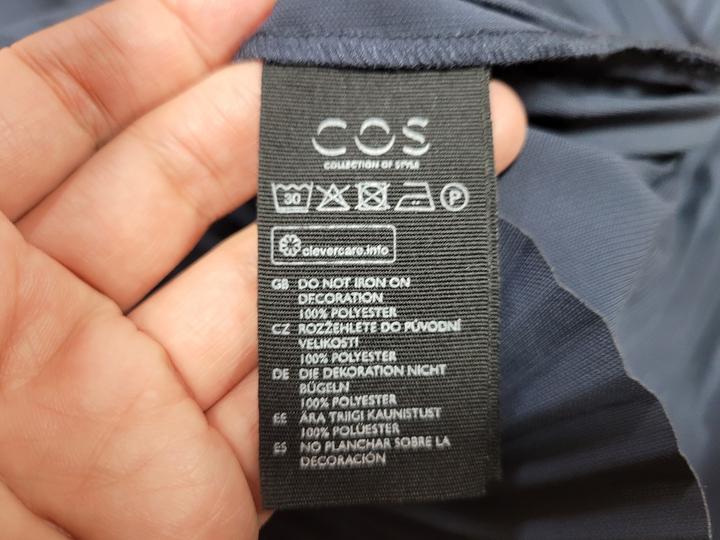 COS
COLLECTION OF STYLE
30 P
clevercare.info
GB DO NOT IRON ON
DECORATION
100% POLYESTER
CZ ROZŽEHLETE DO PŮVODNÍ
VELIKOSTI
100% POLYESTER
DE DIE DEKORATION NICHT
BÜGELN
100% POLYESTER
EE ÄRA TRIIGI KAUNISTUST
100% POLÜESTER
ES NO PLANCHAR SOBRE LA
DECORACIÓN